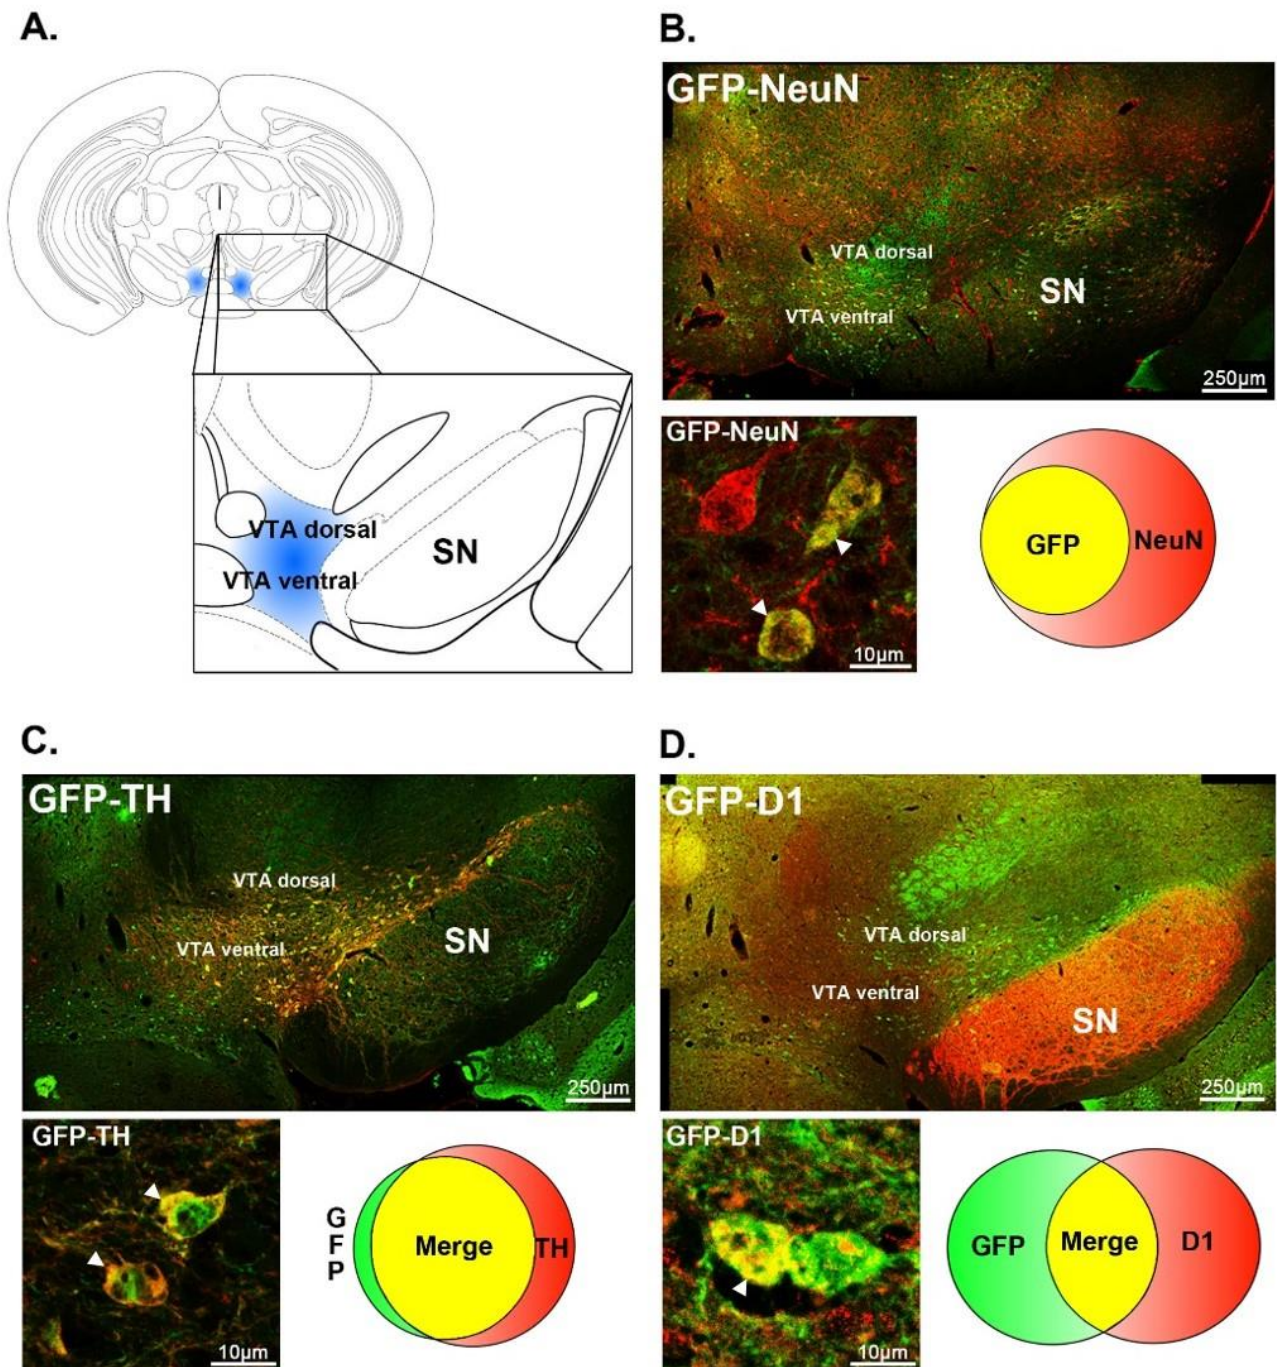 A.
VTA dorsal
VTA ventral
SN
B.
GFP-NeuN
VTA dorsal
SN
VTA ventral
250µm
GFP-NeuN
10µm
GFP
NeuN
C.
GFP-TH
VTA dorsal
VTA ventral
SN
250µm
GFP-TH
10µm
G
F
P
Merge
TH
D.
GFP-D1
VTA dorsal
VTA ventral
SN
250µm
GFP-D1
10µm
GFP
Merge
D1